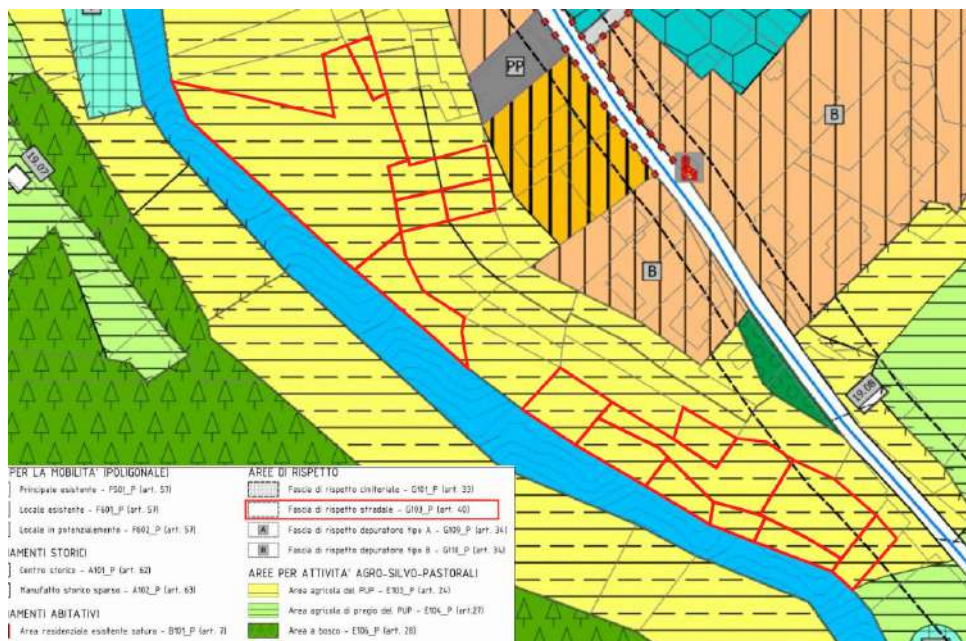 PP
B
19.07
B
19.08
PER LA MOBILITA' (POLIGONALE)
Principale esistente - F501_P (art. 57)
Locale esistente - F601_P (art. 57)
Locale in potenziamento - F602_P (art. 57)
IAMENTI STORICI
Centro storico - A101_P (art. 62)
Manufatto storico sparso - A102_P (art. 63)
IAMENTI ABITATIVI
Area residenziale esistente satura - B101_P (art. 7)
AREE DI RISPETTO
Fascia di rispetto cimiteriale - G101_P (art. 33)
Fascia di rispetto stradale - G103_P (art. 40)
A Fascia di rispetto depuratore tipo A - G109_P (art. 34)
B Fascia di rispetto depuratore tipo B - G110_P (art. 34)
AREE PER ATTIVITA' AGRO-SILVO-PASTORALI
Area agricola del PUP - E103_P (art. 24)
Area agricola di pregio del PUP - E104_P (art.27)
Area a bosco - E106_P (art. 28)